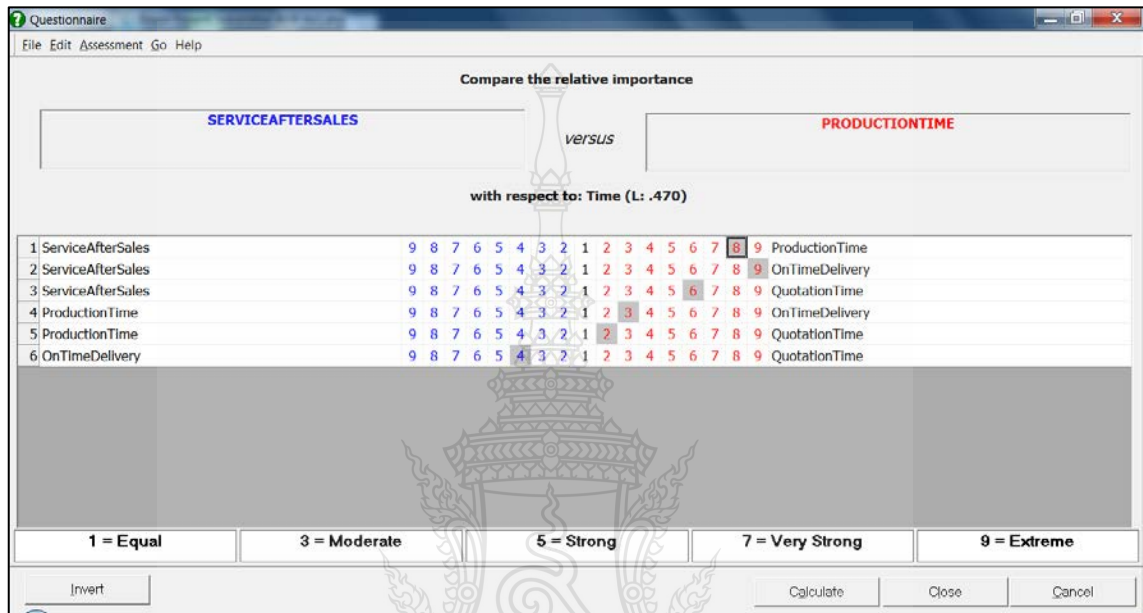 Questionnaire
File Edit Assessment Go Help
Compare the relative importance
SERVICEAFTERSALES
versus
PRODUCTIONTIME
with respect to: Time (L: .470)
1 ServiceAfterSales 9 8 7 6 5 4 3 2 1 2 3 4 5 6 7 8 9 ProductionTime
2 ServiceAfterSales 9 8 7 6 5 4 3 2 1 2 3 4 5 6 7 8 9 OnTimeDelivery
3 ServiceAfterSales 9 8 7 6 5 4 3 2 1 2 3 4 5 6 7 8 9 QuotationTime
4 ProductionTime 9 8 7 6 5 4 3 2 1 2 3 4 5 6 7 8 9 OnTimeDelivery
5 ProductionTime 9 8 7 6 5 4 3 2 1 2 3 4 5 6 7 8 9 QuotationTime
6 OnTimeDelivery 9 8 7 6 5 4 3 2 1 2 3 4 5 6 7 8 9 QuotationTime
1 = Equal 3 = Moderate 5 = Strong 7 = Very Strong 9 = Extreme
Invert Calculate Close Cancel